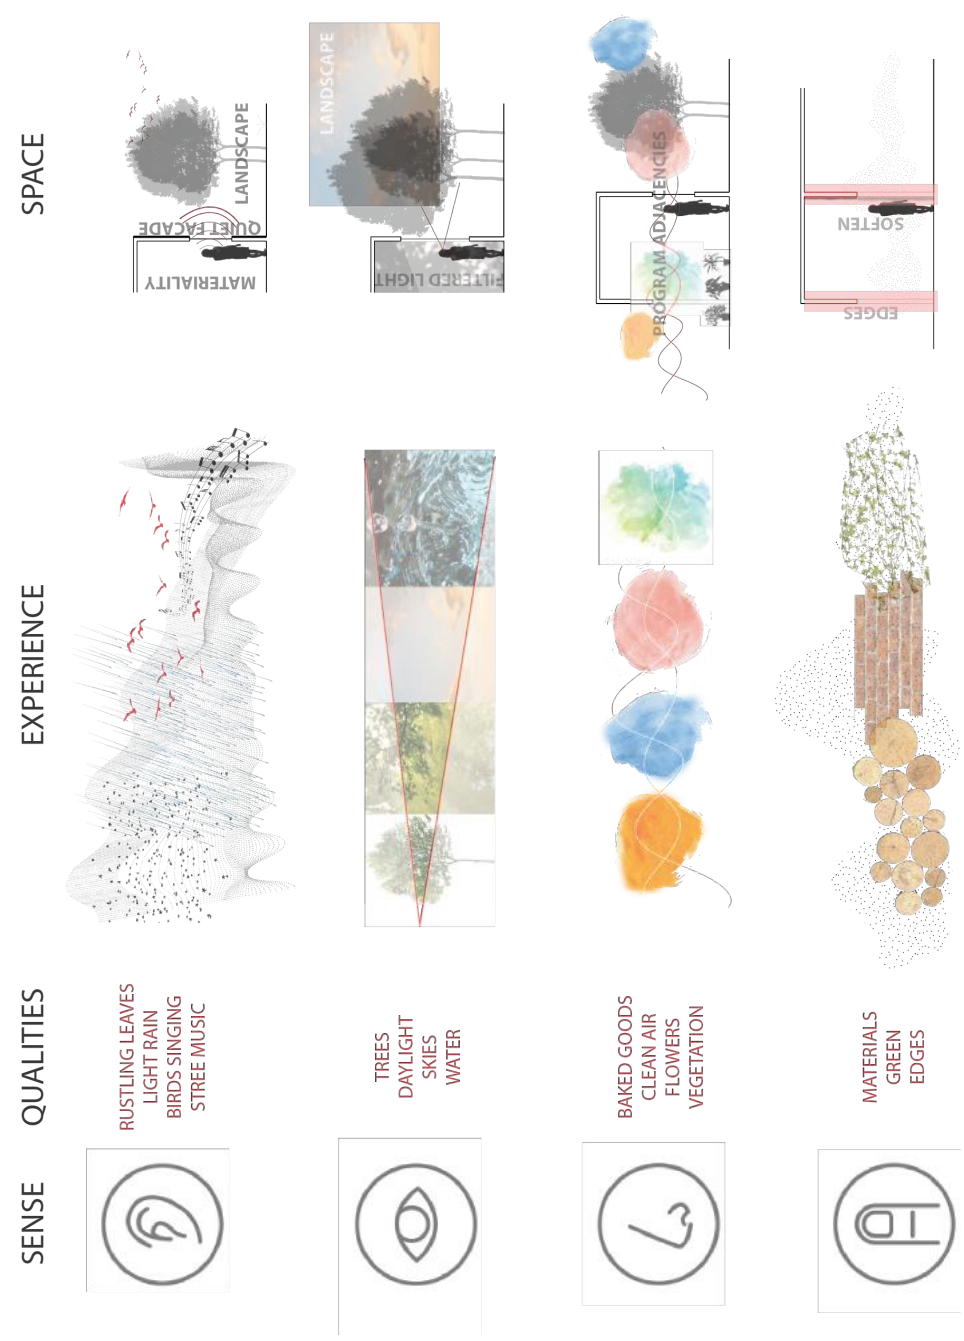 SENSE
QUALITIES
EXPERIENCE
SPACE
RUSTLING LEAVES
LIGHT RAIN
BIRDS SINGING
STREE MUSIC
MATERIALITY
QUIET FACADE
LANDSCAPE
TREES
DAYLIGHT
SKIES
WATER
FILTERED LIGHT
LANDSCAPE
BAKED GOODS
CLEAN AIR
FLOWERS
VEGETATION
PROGRAM ADJACENCIES
MATERIALS
GREEN
EDGES
EDGES
SOFTEN